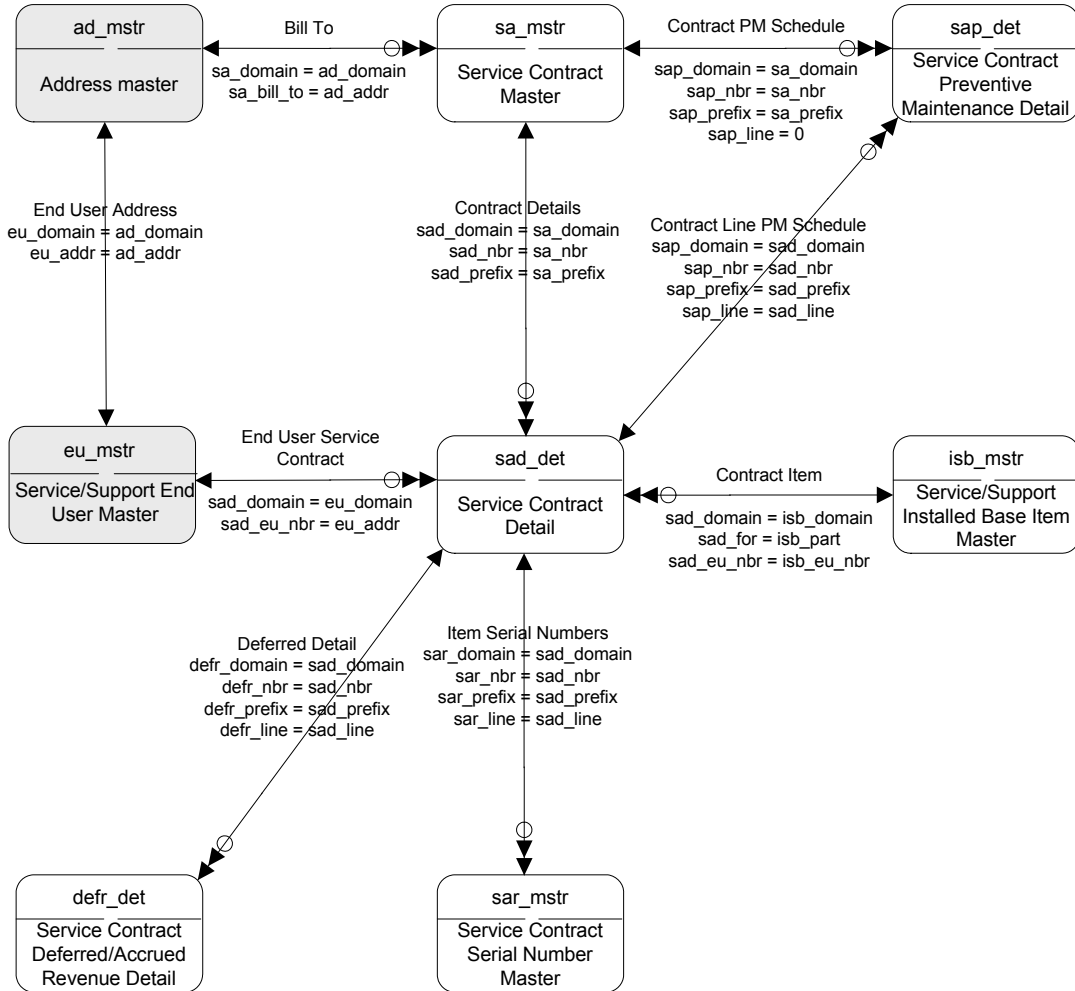 ad_mstr
Address master
Bill To
sa_domain = ad_domain
sa_bill_to = ad_addr
sa_mstr
Service Contract
Master
Contract PM Schedule
sap_domain = sa_domain
sap_nbr = sa_nbr
sap_prefix = sa_prefix
sap_line = 0
sap_det
Service Contract
Preventive
Maintenance Detail
End User Address
eu_domain = ad_domain
eu_addr = ad_addr
Contract Details
sad_domain = sa_domain
sad_nbr = sa_nbr
sad_prefix = sa_prefix
Contract Line PM Schedule
sap_domain = sad_domain
sap_nbr = sad_nbr
sap_prefix = sad_prefix
sap_line = sad_line
eu_mstr
Service/Support End
User Master
End User Service
Contract
sad_domain = eu_domain
sad_eu_nbr = eu_addr
sad_det
Service Contract
Detail
Contract Item
sad_domain = isb_domain
sad_for = isb_part
sad_eu_nbr = isb_eu_nbr
isb_mstr
Service/Support
Installed Base Item
Master
Deferred Detail
defr_domain = sad_domain
defr_nbr = sad_nbr
defr_prefix = sad_prefix
defr_line = sad_line
Item Serial Numbers
sar_domain = sad_domain
sar_nbr = sad_nbr
sar_prefix = sad_prefix
sar_line = sad_line
defr_det
Service Contract
Deferred/Accrued
Revenue Detail
sar_mstr
Service Contract
Serial Number
Master